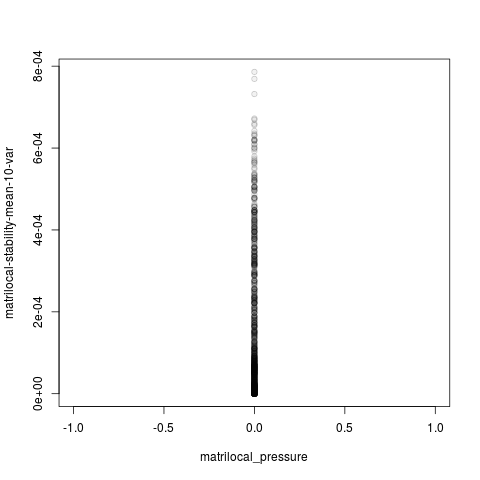 matrilocal-stability-mean-10-var
8e-04
6e-04
4e-04
2e-04
0e+00
-1.0 -0.5 0.0 0.5 1.0
matrilocal_pressure